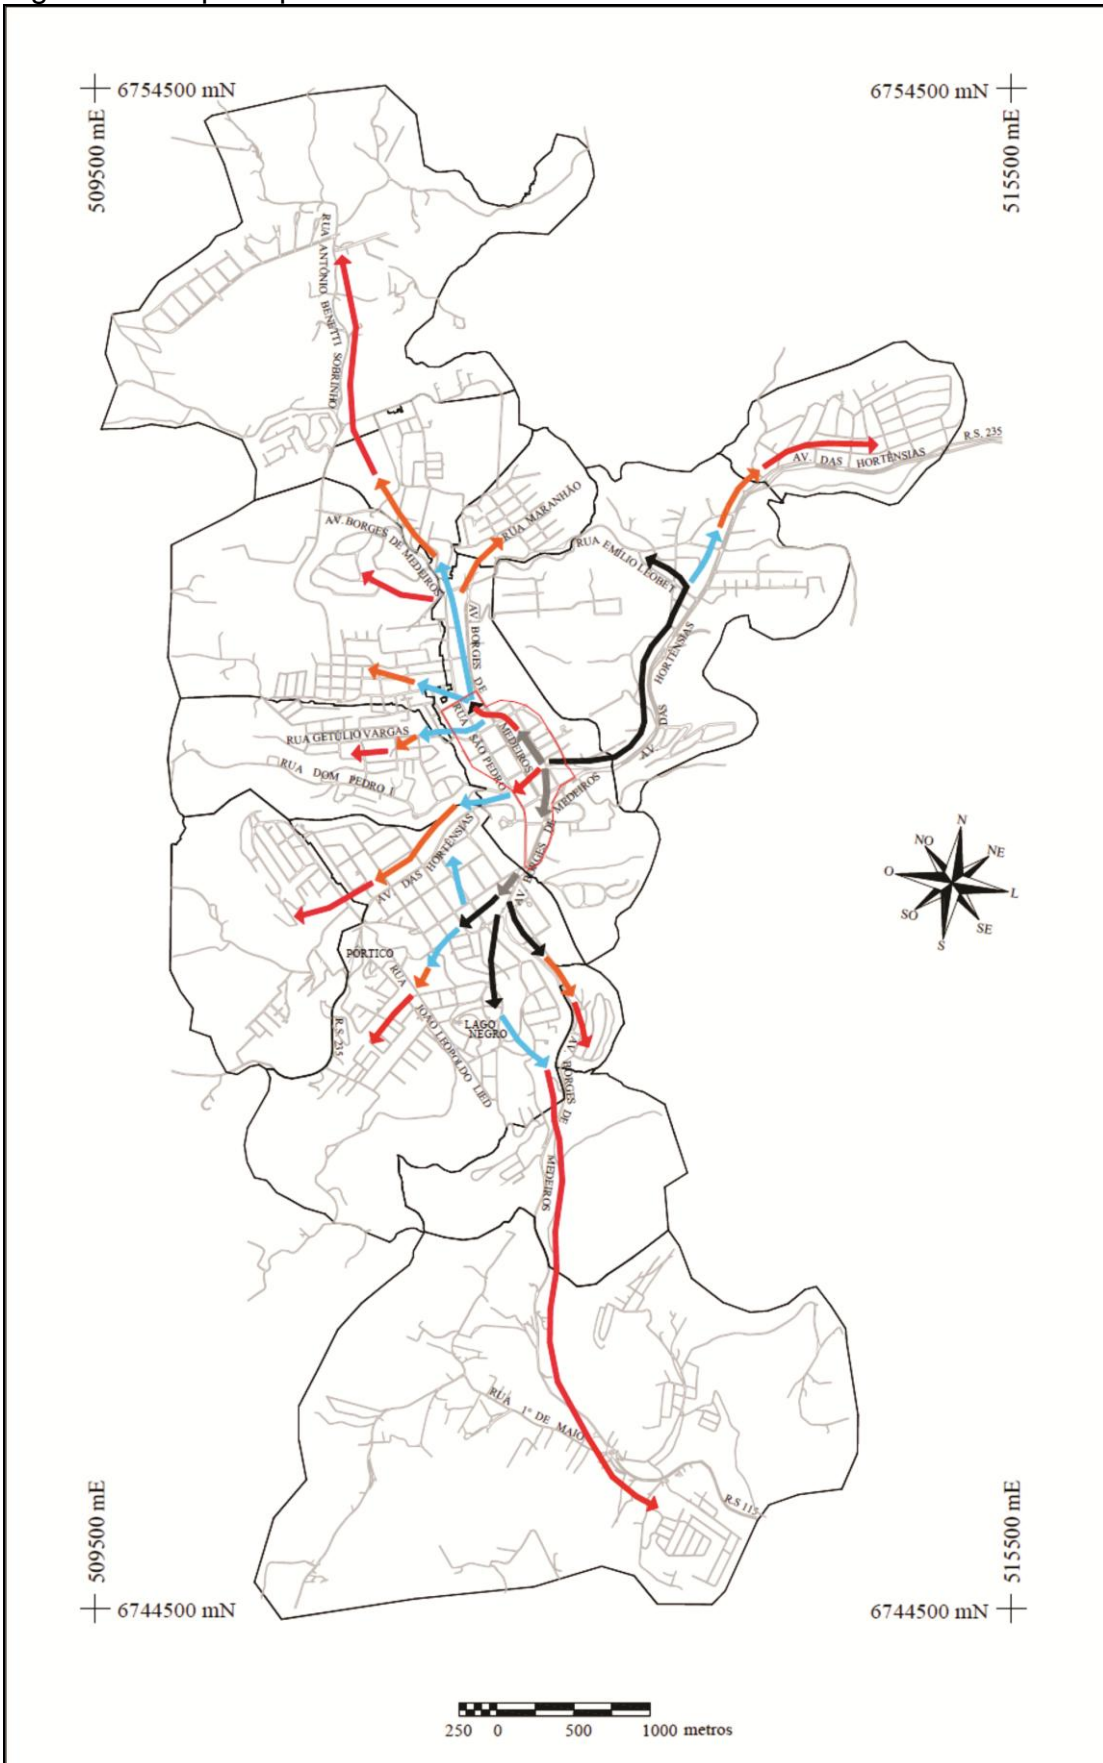 6754500 mN
6754500 mN
509500 mE
515500 mE
RUA ANTÔNIO BENETTI SOBRINHO
R.S. 235
AV. DAS HORTÊNSIAS
RUA MARANHÃO
AV. BORGES DE MEDEIROS
RUA EMÍLIO LEOBET
AV BORGES DE MEDEIROS
AV. DAS HORTÊNSIAS
RUA SÃO PEDRO
RUA GETÚLIO VARGAS
RUA DOM PEDRO I
AV. BORGES DE MEDEIROS
AV. DAS HORTÊNSIAS
N
NO
NE
O
L
SO
SE
S
PÓRTICO
RUA JOÃO LEOPOLDO LIED
R.S. 235
LAGO
NEGRO
AV. BORGES DE MEDEIROS
RUA 1º DE MAIO
R.S 115
509500 mE
515500 mE
6744500 mN
6744500 mN
250 0 500 1000 metros